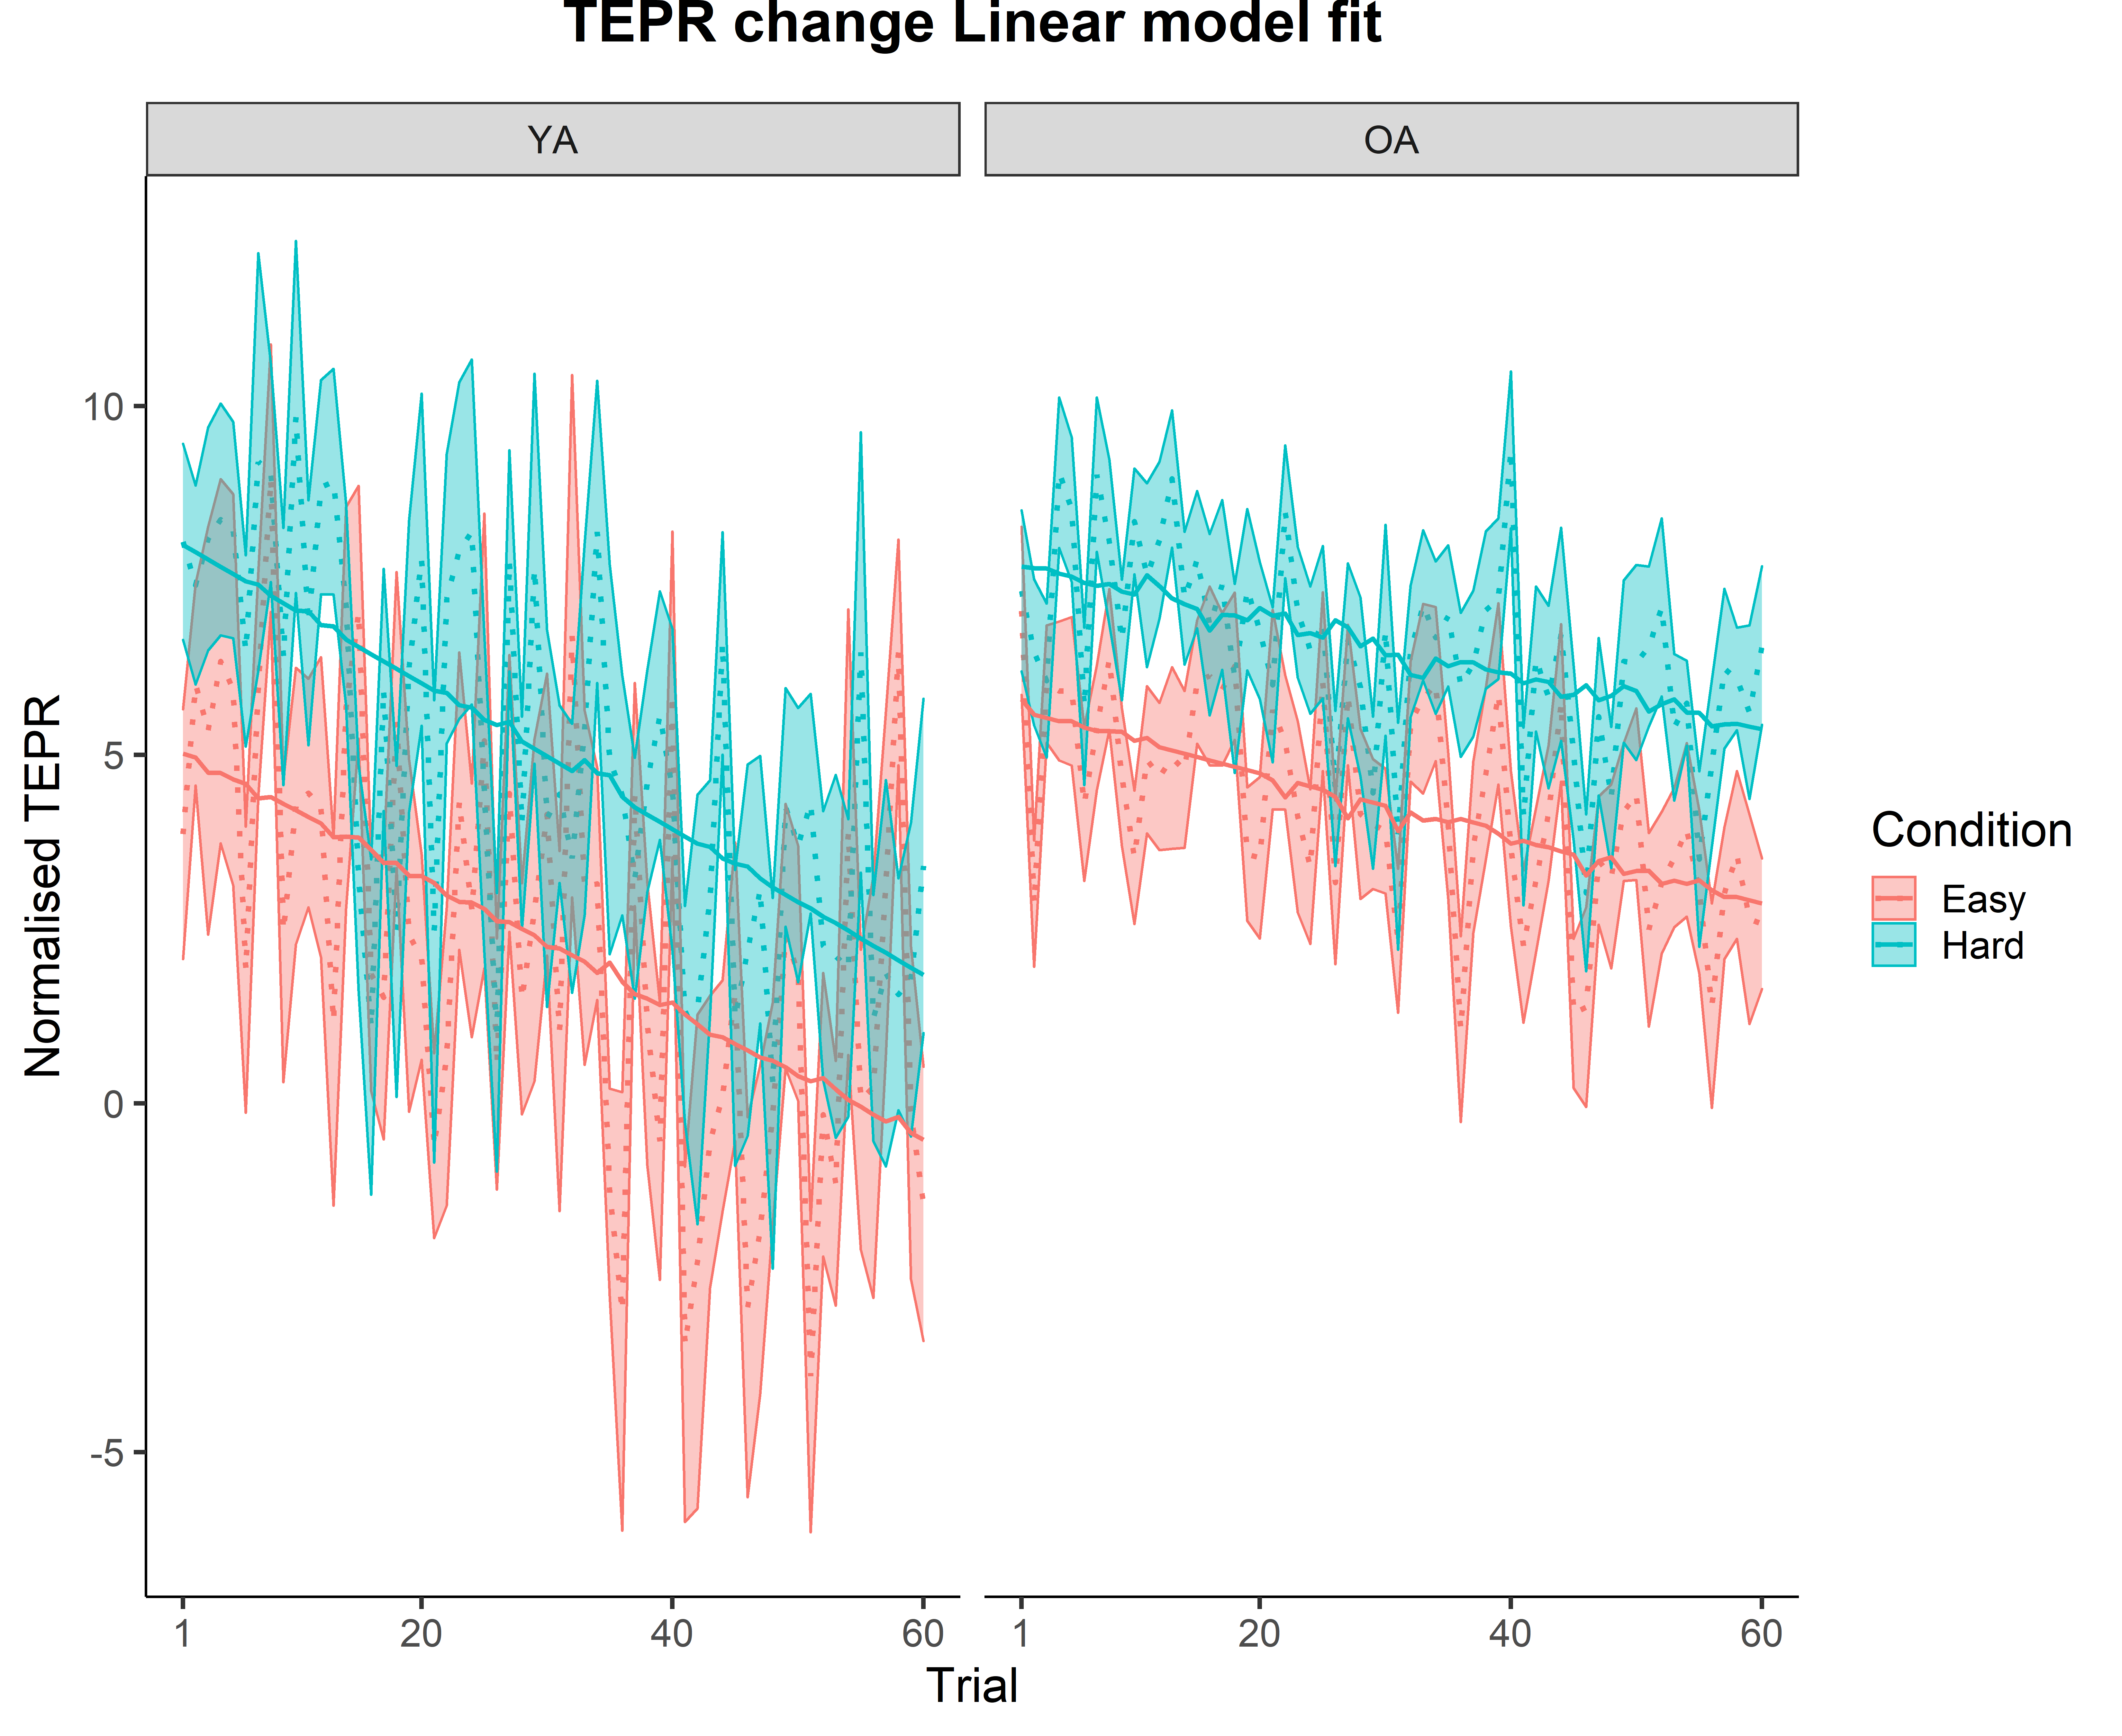 TEPR change Linear model fit
YA
OA
Normalised TEPR
10
5
0
-5
1 20 40 60
1 20 40 60
Trial
Condition
Easy
Hard